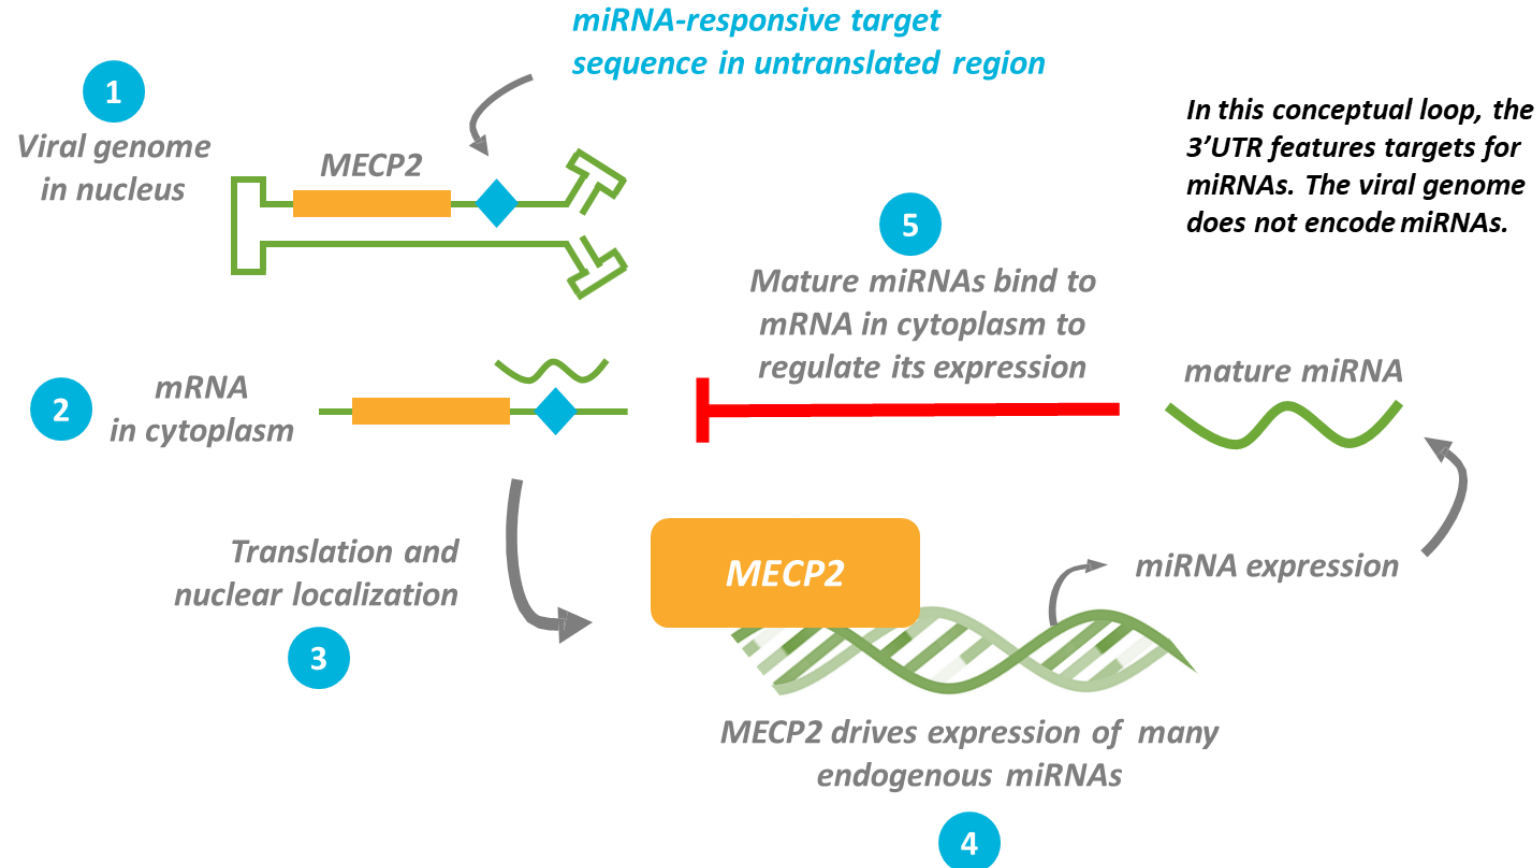 miRNA-responsive target
sequence in untranslated region
1
Viral genome
in nucleus
MECP2
In this conceptual loop, the
3’UTR features targets for
miRNAs. The viral genome
does not encode miRNAs.
5
Mature miRNAs bind to
mRNA in cytoplasm to
regulate its expression
2
mRNA
in cytoplasm
mature miRNA
Translation and
nuclear localization
3
MECP2
miRNA expression
MECP2 drives expression of many
endogenous miRNAs
4